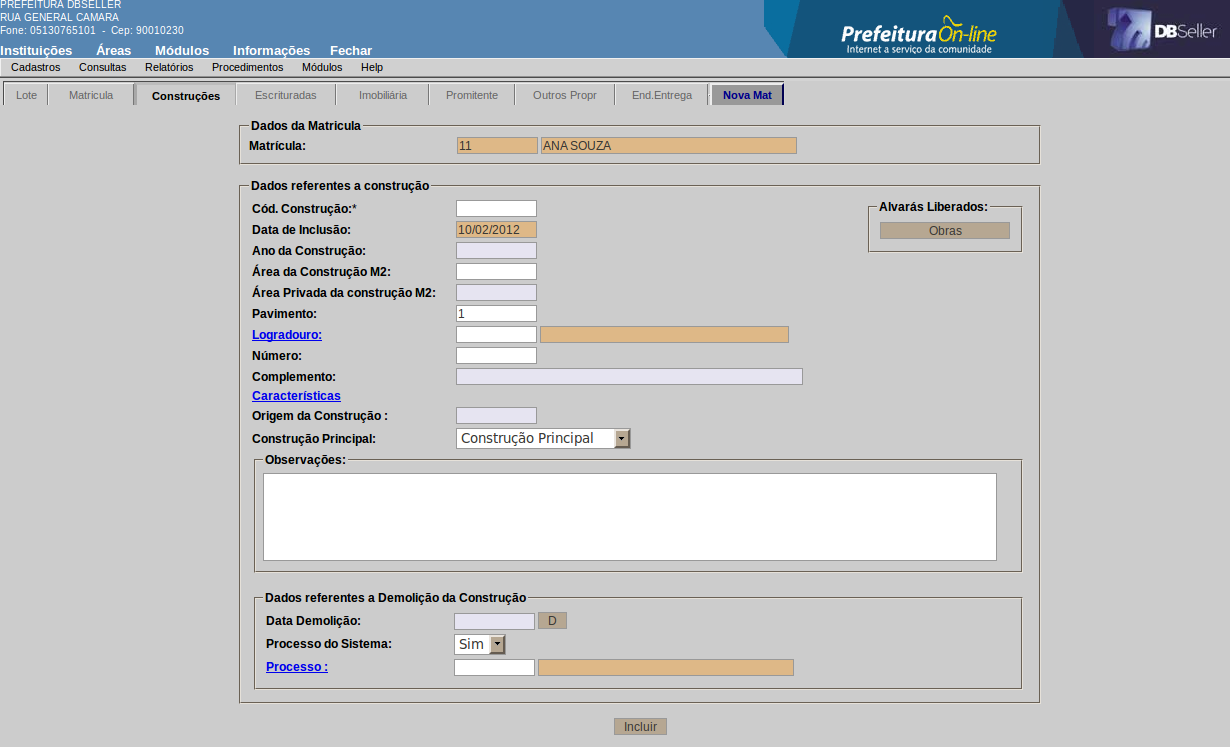 PREFEITURA DBSELLER
RUA GENERAL CAMARA
Fone: 05130765101 - Cep: 90010230
Prefeitura On-line
Internet a serviço da comunidade
DBSeller
Instituições Áreas Módulos Informações Fechar
Cadastros Consultas Relatórios Procedimentos Módulos Help
Lote Matricula Construções Escrituradas Imobiliária Promitente Outros Propr End.Entrega Nova Mat
Dados da Matricula
Matrícula: 11 ANA SOUZA
Dados referentes a construção
Cód. Construção:*
Alvarás Liberados:
Data de Inclusão: 10/02/2012
Obras
Ano da Construção:
Área da Construção M2:
Área Privada da construção M2:
Pavimento: 1
Logradouro:
Número:
Complemento:
Características
Origem da Construção :
Construção Principal: Construção Principal
Observações:
Dados referentes a Demolição da Construção
Data Demolição: D
Processo do Sistema: Sim
Processo :
Incluir